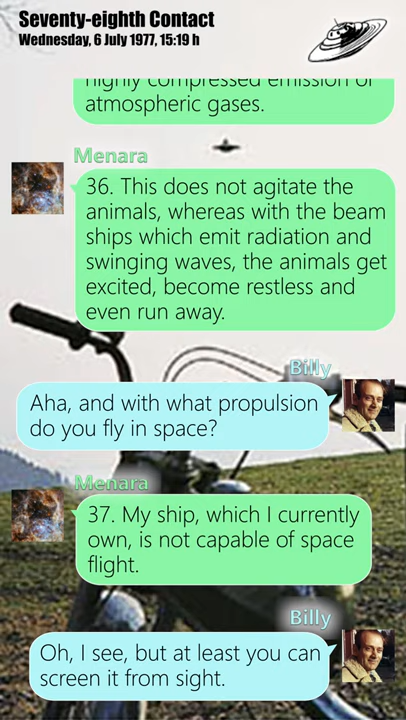 Seventy-eighth Contact
Wednesday, 6 July 1977, 15:19 h
highly compressed emission of
atmospheric gases.
Menara
36. This does not agitate the
animals, whereas with the beam
ships which emit radiation and
swinging waves, the animals get
excited, become restless and
even run away.
Billy
Aha, and with what propulsion
do you fly in space?
Menara
37. My ship, which I currently
own, is not capable of space
flight.
Billy
Oh, I see, but at least you can
screen it from sight.